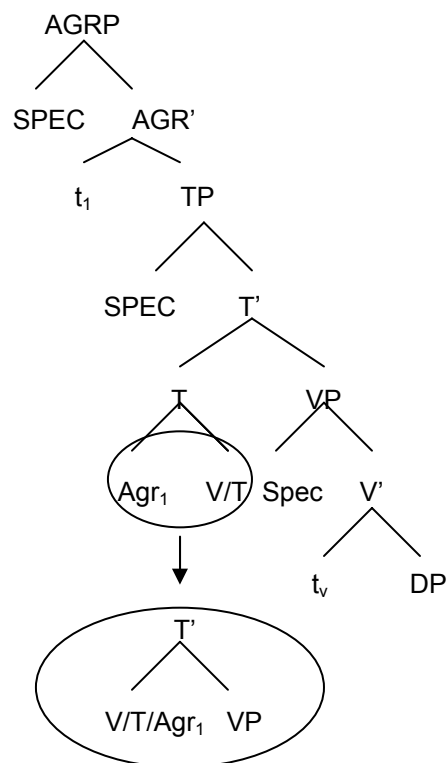 AGRP
SPEC AGR’
t₁ TP
SPEC T’
T VP
Agr₁ V/T Spec V’
tᵥ DP
T’
V/T/Agr₁ VP